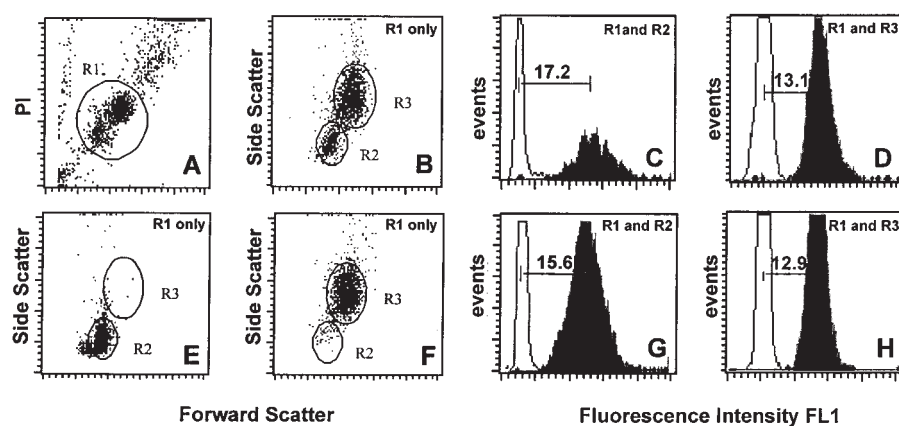 PI
R1
A
R1 only
Side Scatter
R3
R2
B
R1and R2
events
17.2
C
R1 and R3
events
13.1
D
R1 only
Side Scatter
R3
R2
E
R1 only
Side Scatter
R3
R2
F
R1 and R2
events
15.6
G
R1 and R3
events
12.9
H
Forward Scatter
Fluorescence Intensity FL1